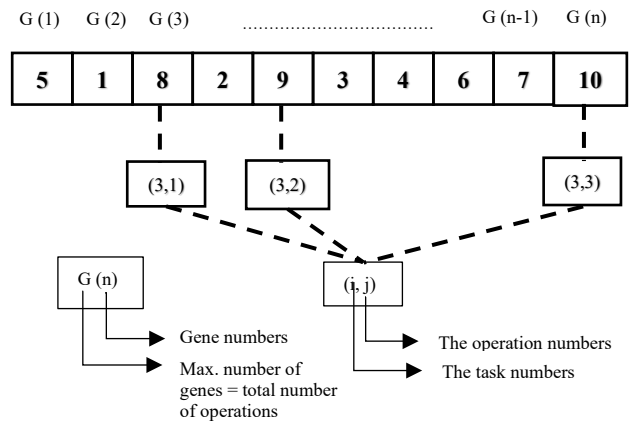 G (1) G (2) G (3) ........................................ G (n-1) G (n)
5 1 8 2 9 3 4 6 7 10
(3,1) (3,2) (3,3)
G (n)
Gene numbers
Max. number of
genes = total number
of operations
(i, j)
The operation numbers
The task numbers